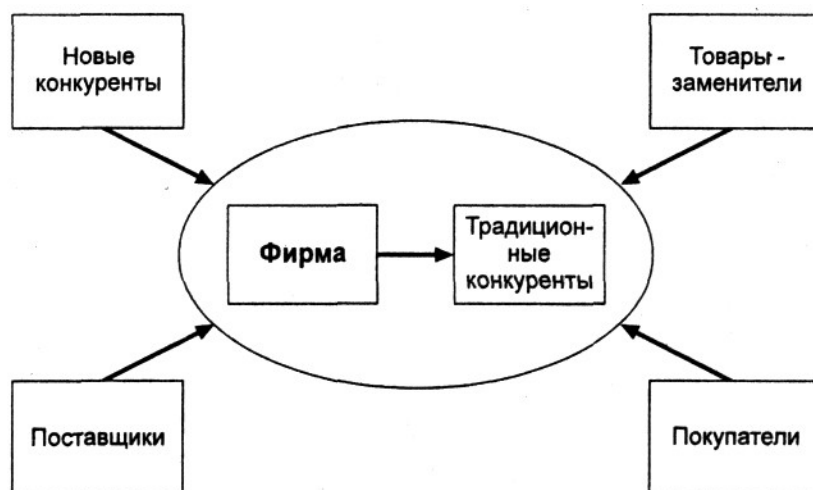 Новые
конкуренты
Товары -
заменители
Фирма
Традицион-
ные
конкуренты
Поставщики
Покупатели